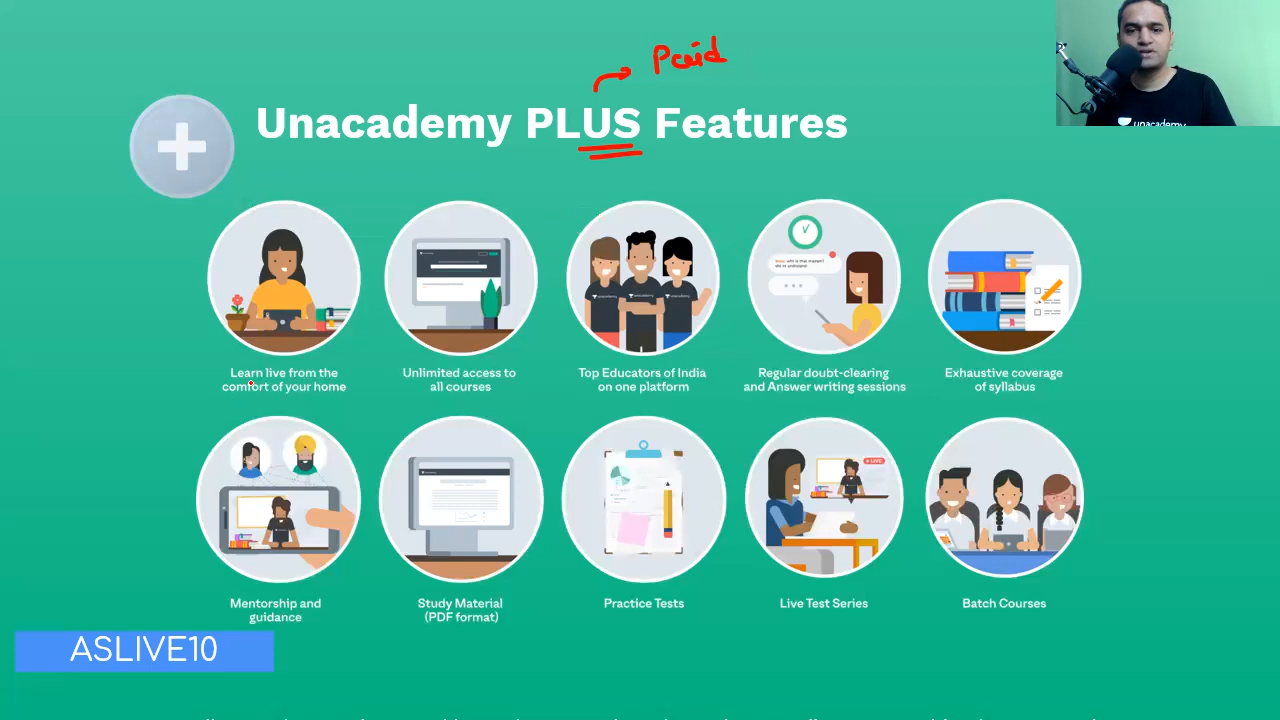 Paid
Unacademy PLUS Features
unacademy
Learn live from the
comfort of your home
Unlimited access to
all courses
Top Educators of India
on one platform
Regular doubt-clearing
and Answer writing sessions
Exhaustive coverage
of syllabus
LIVE
Mentorship and
guidance
Study Material
(PDF format)
Practice Tests
Live Test Series
Batch Courses
ASLIVE10